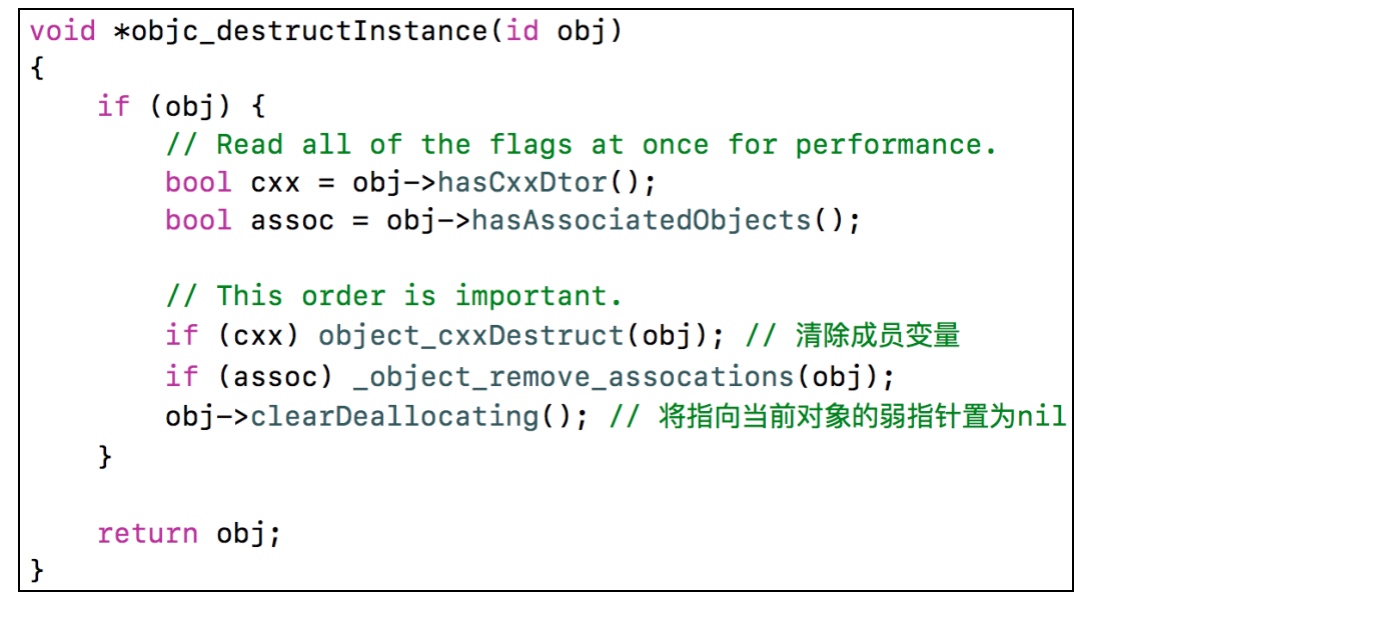 void *objc_destructInstance(id obj)
{
    if (obj) {
        // Read all of the flags at once for performance.
        bool cxx = obj->hasCxxDtor();
        bool assoc = obj->hasAssociatedObjects();

        // This order is important.
        if (cxx) object_cxxDestruct(obj); // 清除成员变量
        if (assoc) _object_remove_assocations(obj);
        obj->clearDeallocating(); // 将指向当前对象的弱指针置为nil
    }

    return obj;
}